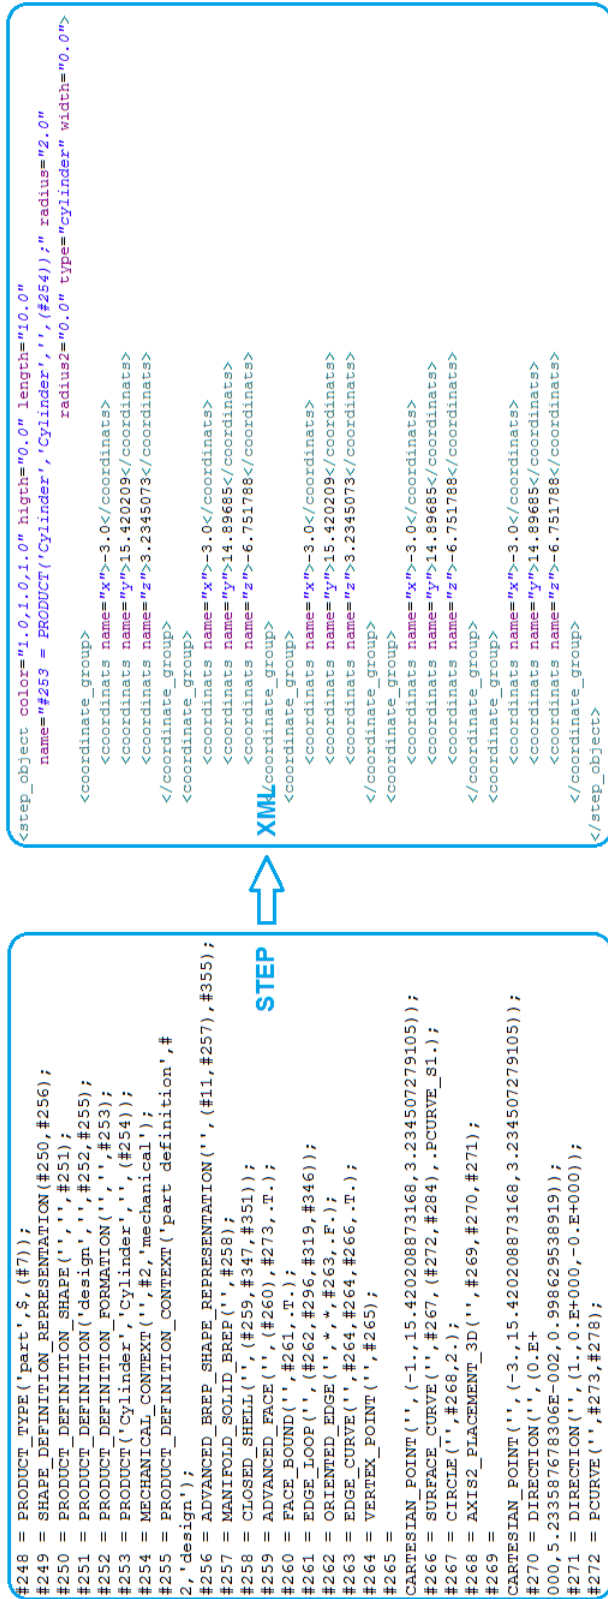 #248 = PRODUCT_TYPE('part',$,(#7));
#249 = SHAPE_DEFINITION_REPRESENTATION(#250,#256);
#250 = PRODUCT_DEFINITION_SHAPE('','',#251);
#251 = PRODUCT_DEFINITION('design','',#252,#255);
#252 = PRODUCT_DEFINITION_FORMATION('','',#253);
#253 = PRODUCT('Cylinder','Cylinder','',(#254));
#254 = MECHANICAL_CONTEXT('',#2,'mechanical');
#255 = PRODUCT_DEFINITION_CONTEXT('part definition',#
2,'design');
#256 = ADVANCED_BREP_SHAPE_REPRESENTATION('',(#11,#257),#355);
#257 = MANIFOLD_SOLID_BREP('',#258);
#258 = CLOSED_SHELL('',(#259,#347,#351));
#259 = ADVANCED_FACE('',(#260),#273,.T.);
#260 = FACE_BOUND('',#261,.T.);
#261 = EDGE_LOOP('',(#262,#296,#319,#346));
#262 = ORIENTED_EDGE('',*,*,#263,.F.);
#263 = EDGE_CURVE('',#264,#264,#266,.T.);
#264 = VERTEX_POINT('',#265);
#265 =
CARTESIAN_POINT('',(-1.,15.420208873168,3.234507279105));
#266 = SURFACE_CURVE('',#267,(#272,#284),.PCURVE_S1.);
#267 = CIRCLE('',#268,2.);
#268 = AXIS2_PLACEMENT_3D('',#269,#270,#271);
#269 =
CARTESIAN_POINT('',(-3.,15.420208873168,3.234507279105));
#270 = DIRECTION('',(0.E+
000,5.233587678306E-002,0.998629538919));
#271 = DIRECTION('',(1.,0.E+000,-0.E+000));
#272 = PCURVE('',#273,#278);
STEP
XML
<step_object color="1.0,1.0,1.0" higth="0.0" length="10.0"
name="#253 = PRODUCT('Cylinder','Cylinder','',(#254));" radius="2.0"
radius2="0.0" type="cylinder" width="0.0">
<coordinate_group>
<coordinats name="x">-3.0</coordinats>
<coordinats name="y">15.420209</coordinats>
<coordinats name="z">3.2345073</coordinats>
</coordinate_group>
<coordinate_group>
<coordinats name="x">-3.0</coordinats>
<coordinats name="y">14.89685</coordinats>
<coordinats name="z">-6.751788</coordinats>
</coordinate_group>
<coordinate_group>
<coordinats name="x">-3.0</coordinats>
<coordinats name="y">15.420209</coordinats>
<coordinats name="z">3.2345073</coordinats>
</coordinate_group>
<coordinate_group>
<coordinats name="x">-3.0</coordinats>
<coordinats name="y">14.89685</coordinats>
<coordinats name="z">-6.751788</coordinats>
</coordinate_group>
<coordinate_group>
<coordinats name="x">-3.0</coordinats>
<coordinats name="y">14.89685</coordinats>
<coordinats name="z">-6.751788</coordinats>
</coordinate_group>
</step_object>